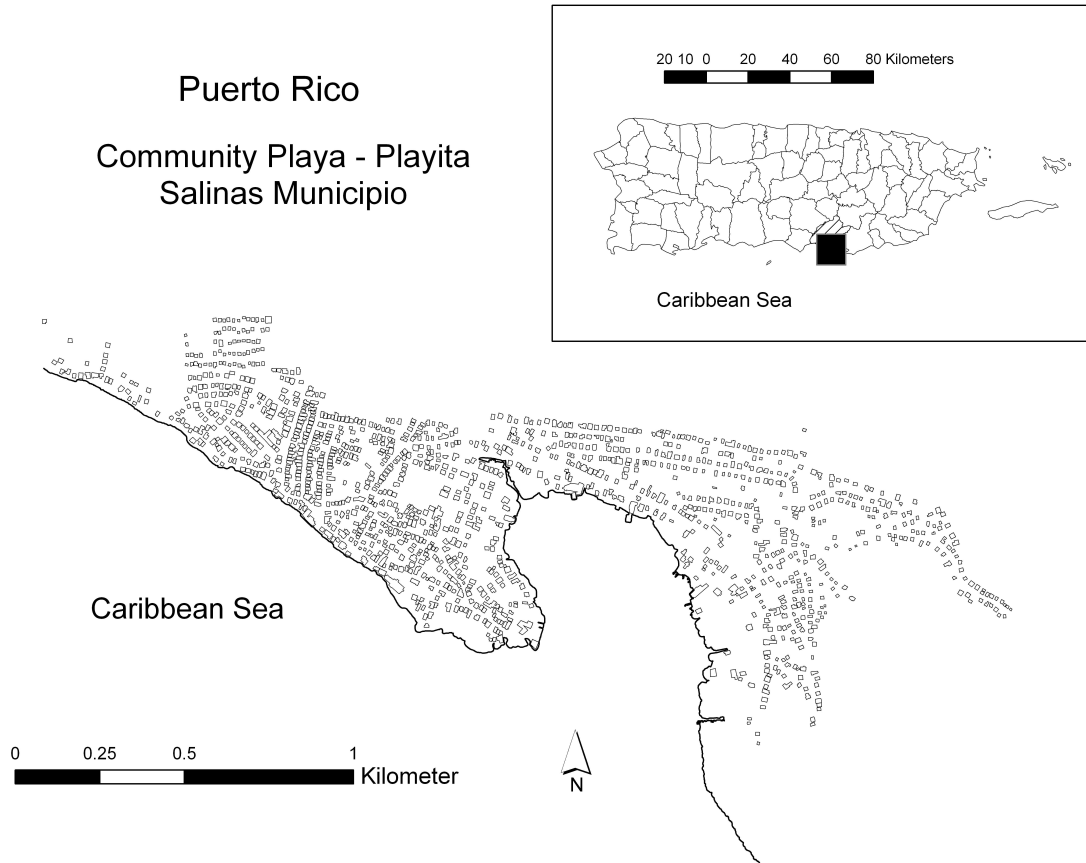 Puerto Rico
Community Playa - Playita
Salinas Municipio
20 10 0 20 40 60 80 Kilometers
Caribbean Sea
Caribbean Sea
0 0.25 0.5 1
Kilometer
N